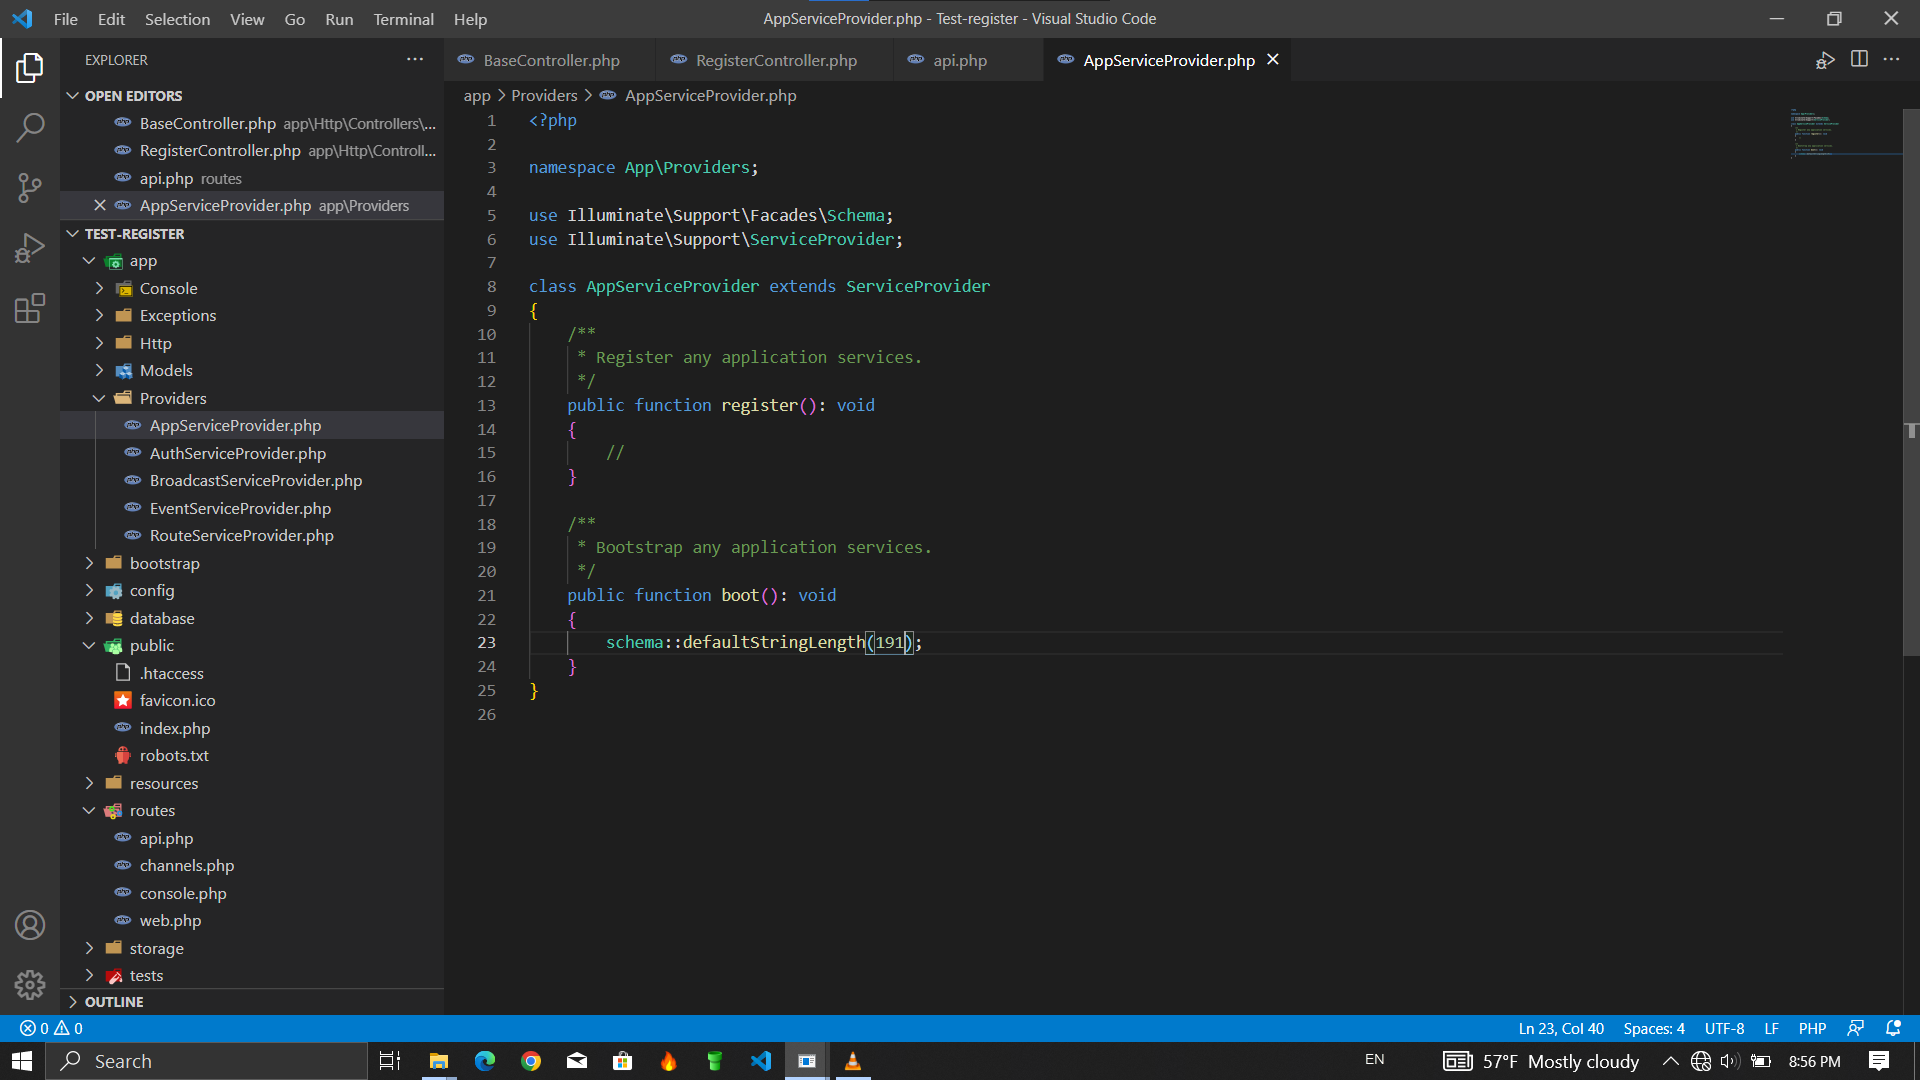 File Edit Selection View Go Run Terminal Help
AppServiceProvider.php - Test-register - Visual Studio Code
EXPLORER
OPEN EDITORS
BaseController.php app\Http\Controllers\...
RegisterController.php app\Http\Controll...
api.php routes
AppServiceProvider.php app\Providers
TEST-REGISTER
app
Console
Exceptions
Http
Models
Providers
AppServiceProvider.php
AuthServiceProvider.php
BroadcastServiceProvider.php
EventServiceProvider.php
RouteServiceProvider.php
bootstrap
config
database
public
.htaccess
favicon.ico
index.php
robots.txt
resources
routes
api.php
channels.php
console.php
web.php
storage
tests
OUTLINE
BaseController.php RegisterController.php api.php AppServiceProvider.php
app > Providers > AppServiceProvider.php
1 <?php
2
3 namespace App\Providers;
4
5 use Illuminate\Support\Facades\Schema;
6 use Illuminate\Support\ServiceProvider;
7
8 class AppServiceProvider extends ServiceProvider
9 {
10 /**
11 * Register any application services.
12 */
13 public function register(): void
14 {
15 //
16 }
17
18 /**
19 * Bootstrap any application services.
20 */
21 public function boot(): void
22 {
23 schema::defaultStringLength(191);
24 }
25 }
26
0 0 Ln 23, Col 40 Spaces: 4 UTF-8 LF PHP
Search EN 57°F Mostly cloudy 8:56 PM